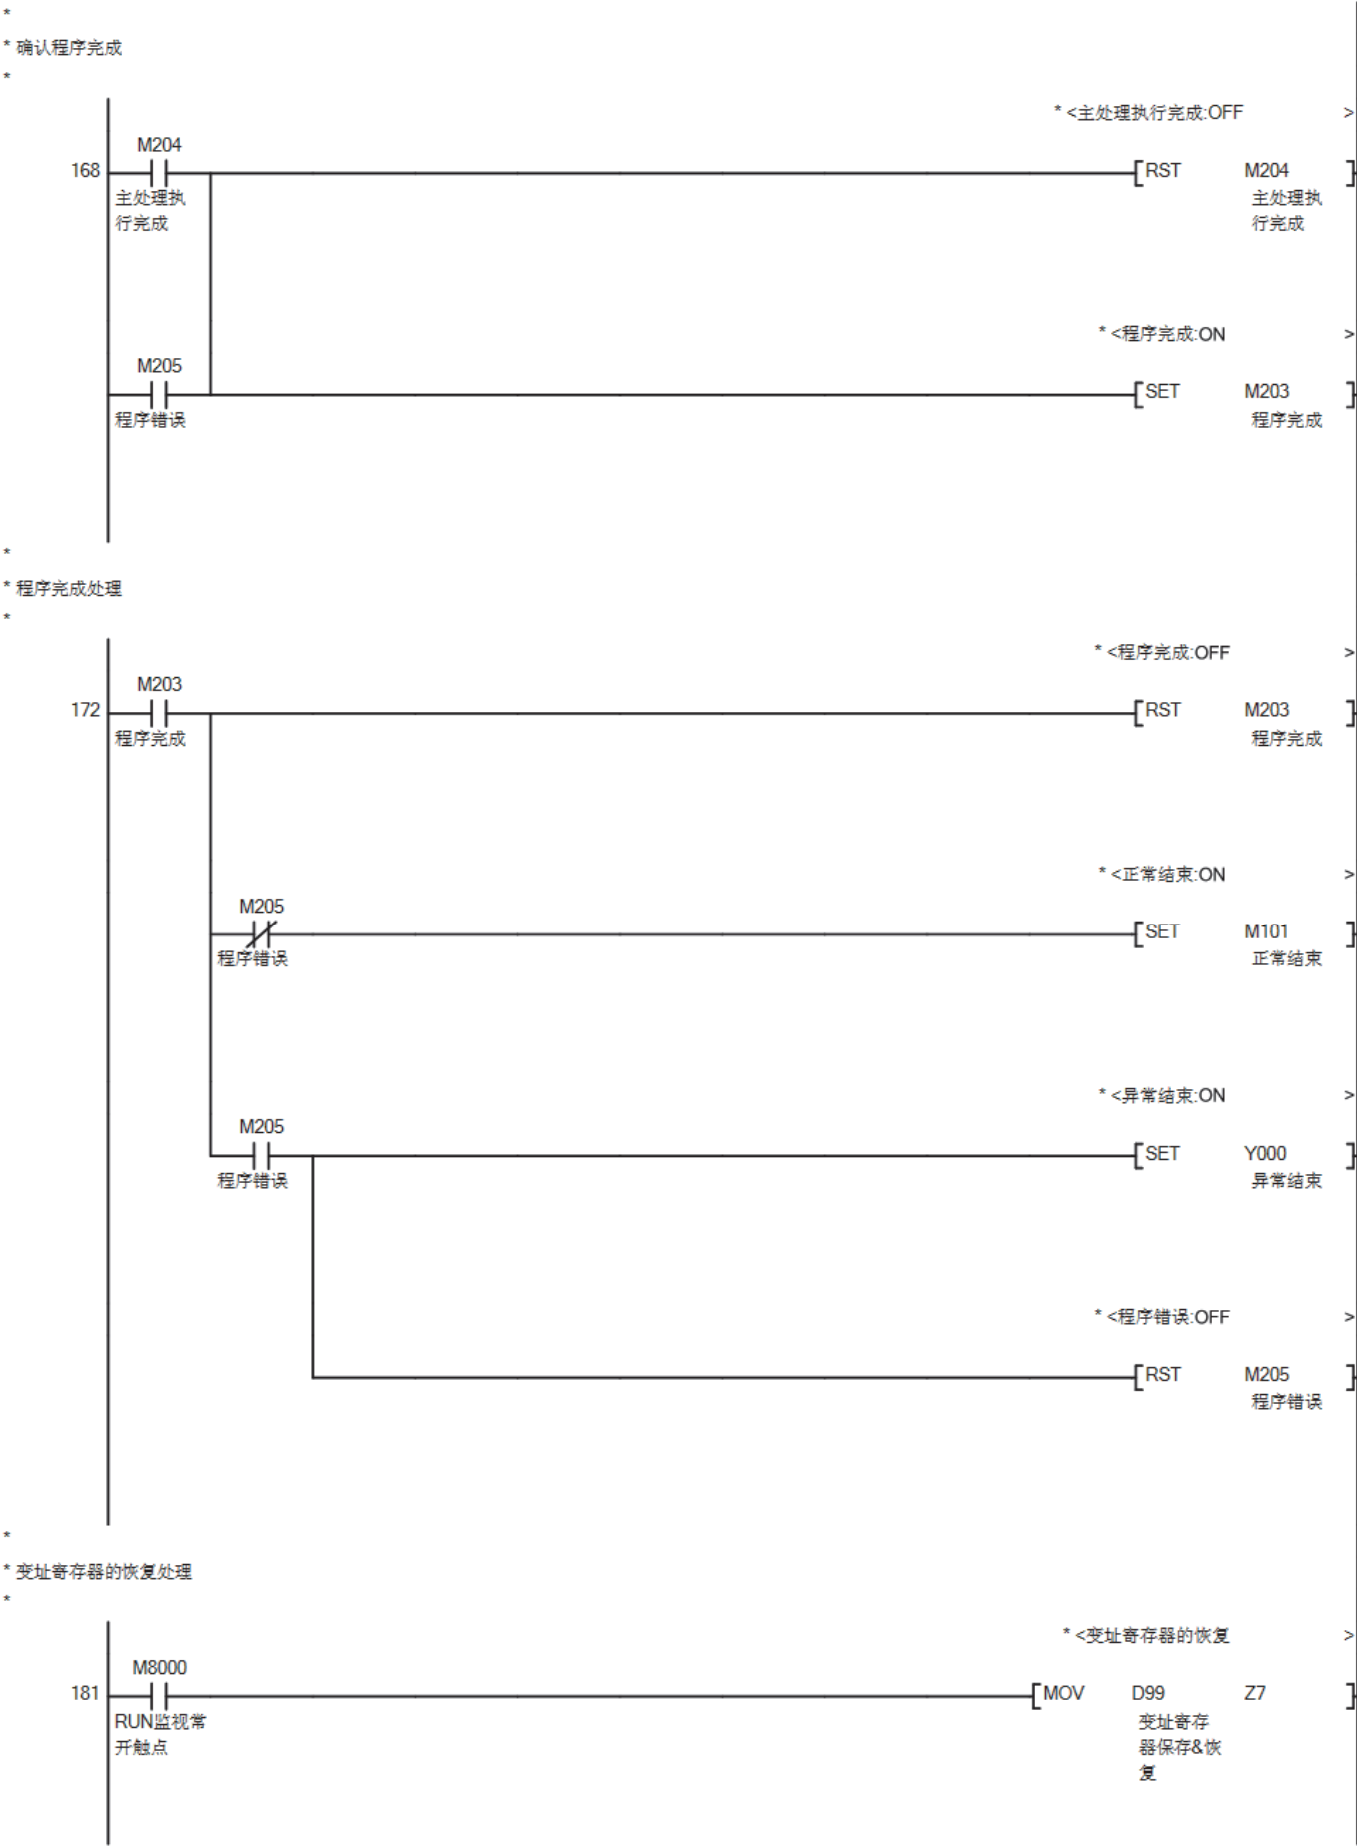 *
* 确认程序完成
*
* <主处理执行完成:OFF >
M204
168
RST M204
主处理执
行完成
主处理执
行完成
* <程序完成:ON >
M205
SET M203
程序错误
程序完成
*
* 程序完成处理
*
* <程序完成:OFF >
M203
172
RST M203
程序完成
程序完成
* <正常结束:ON >
M205
SET M101
程序错误
正常结束
* <异常结束:ON >
M205
SET Y000
程序错误
异常结束
* <程序错误:OFF >
RST M205
程序错误
*
* 变址寄存器的恢复处理
*
* <变址寄存器的恢复 >
M8000
181
MOV D99 Z7
RUN监视常
开触点
变址寄存
器保存&恢
复